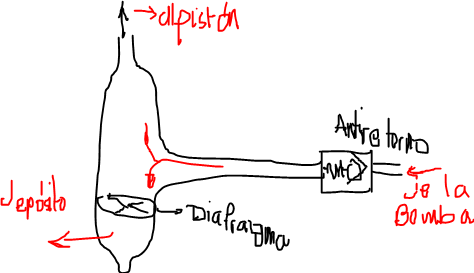 →al pistón
Antiretorno
de la
Bomba
depósito
→Diafragma